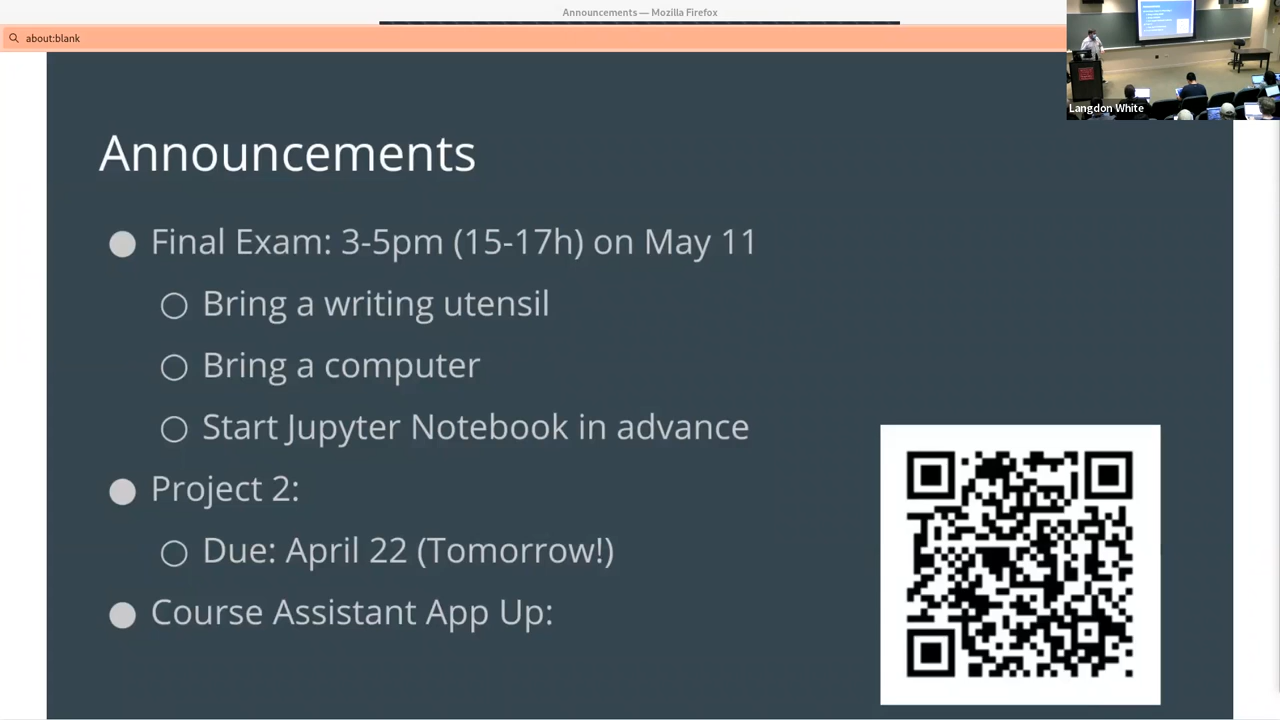 Announcements — Mozilla Firefox
about:blank
Langdon White
Announcements
Final Exam: 3-5pm (15-17h) on May 11
Bring a writing utensil
Bring a computer
Start Jupyter Notebook in advance
Project 2:
Due: April 22 (Tomorrow!)
Course Assistant App Up: